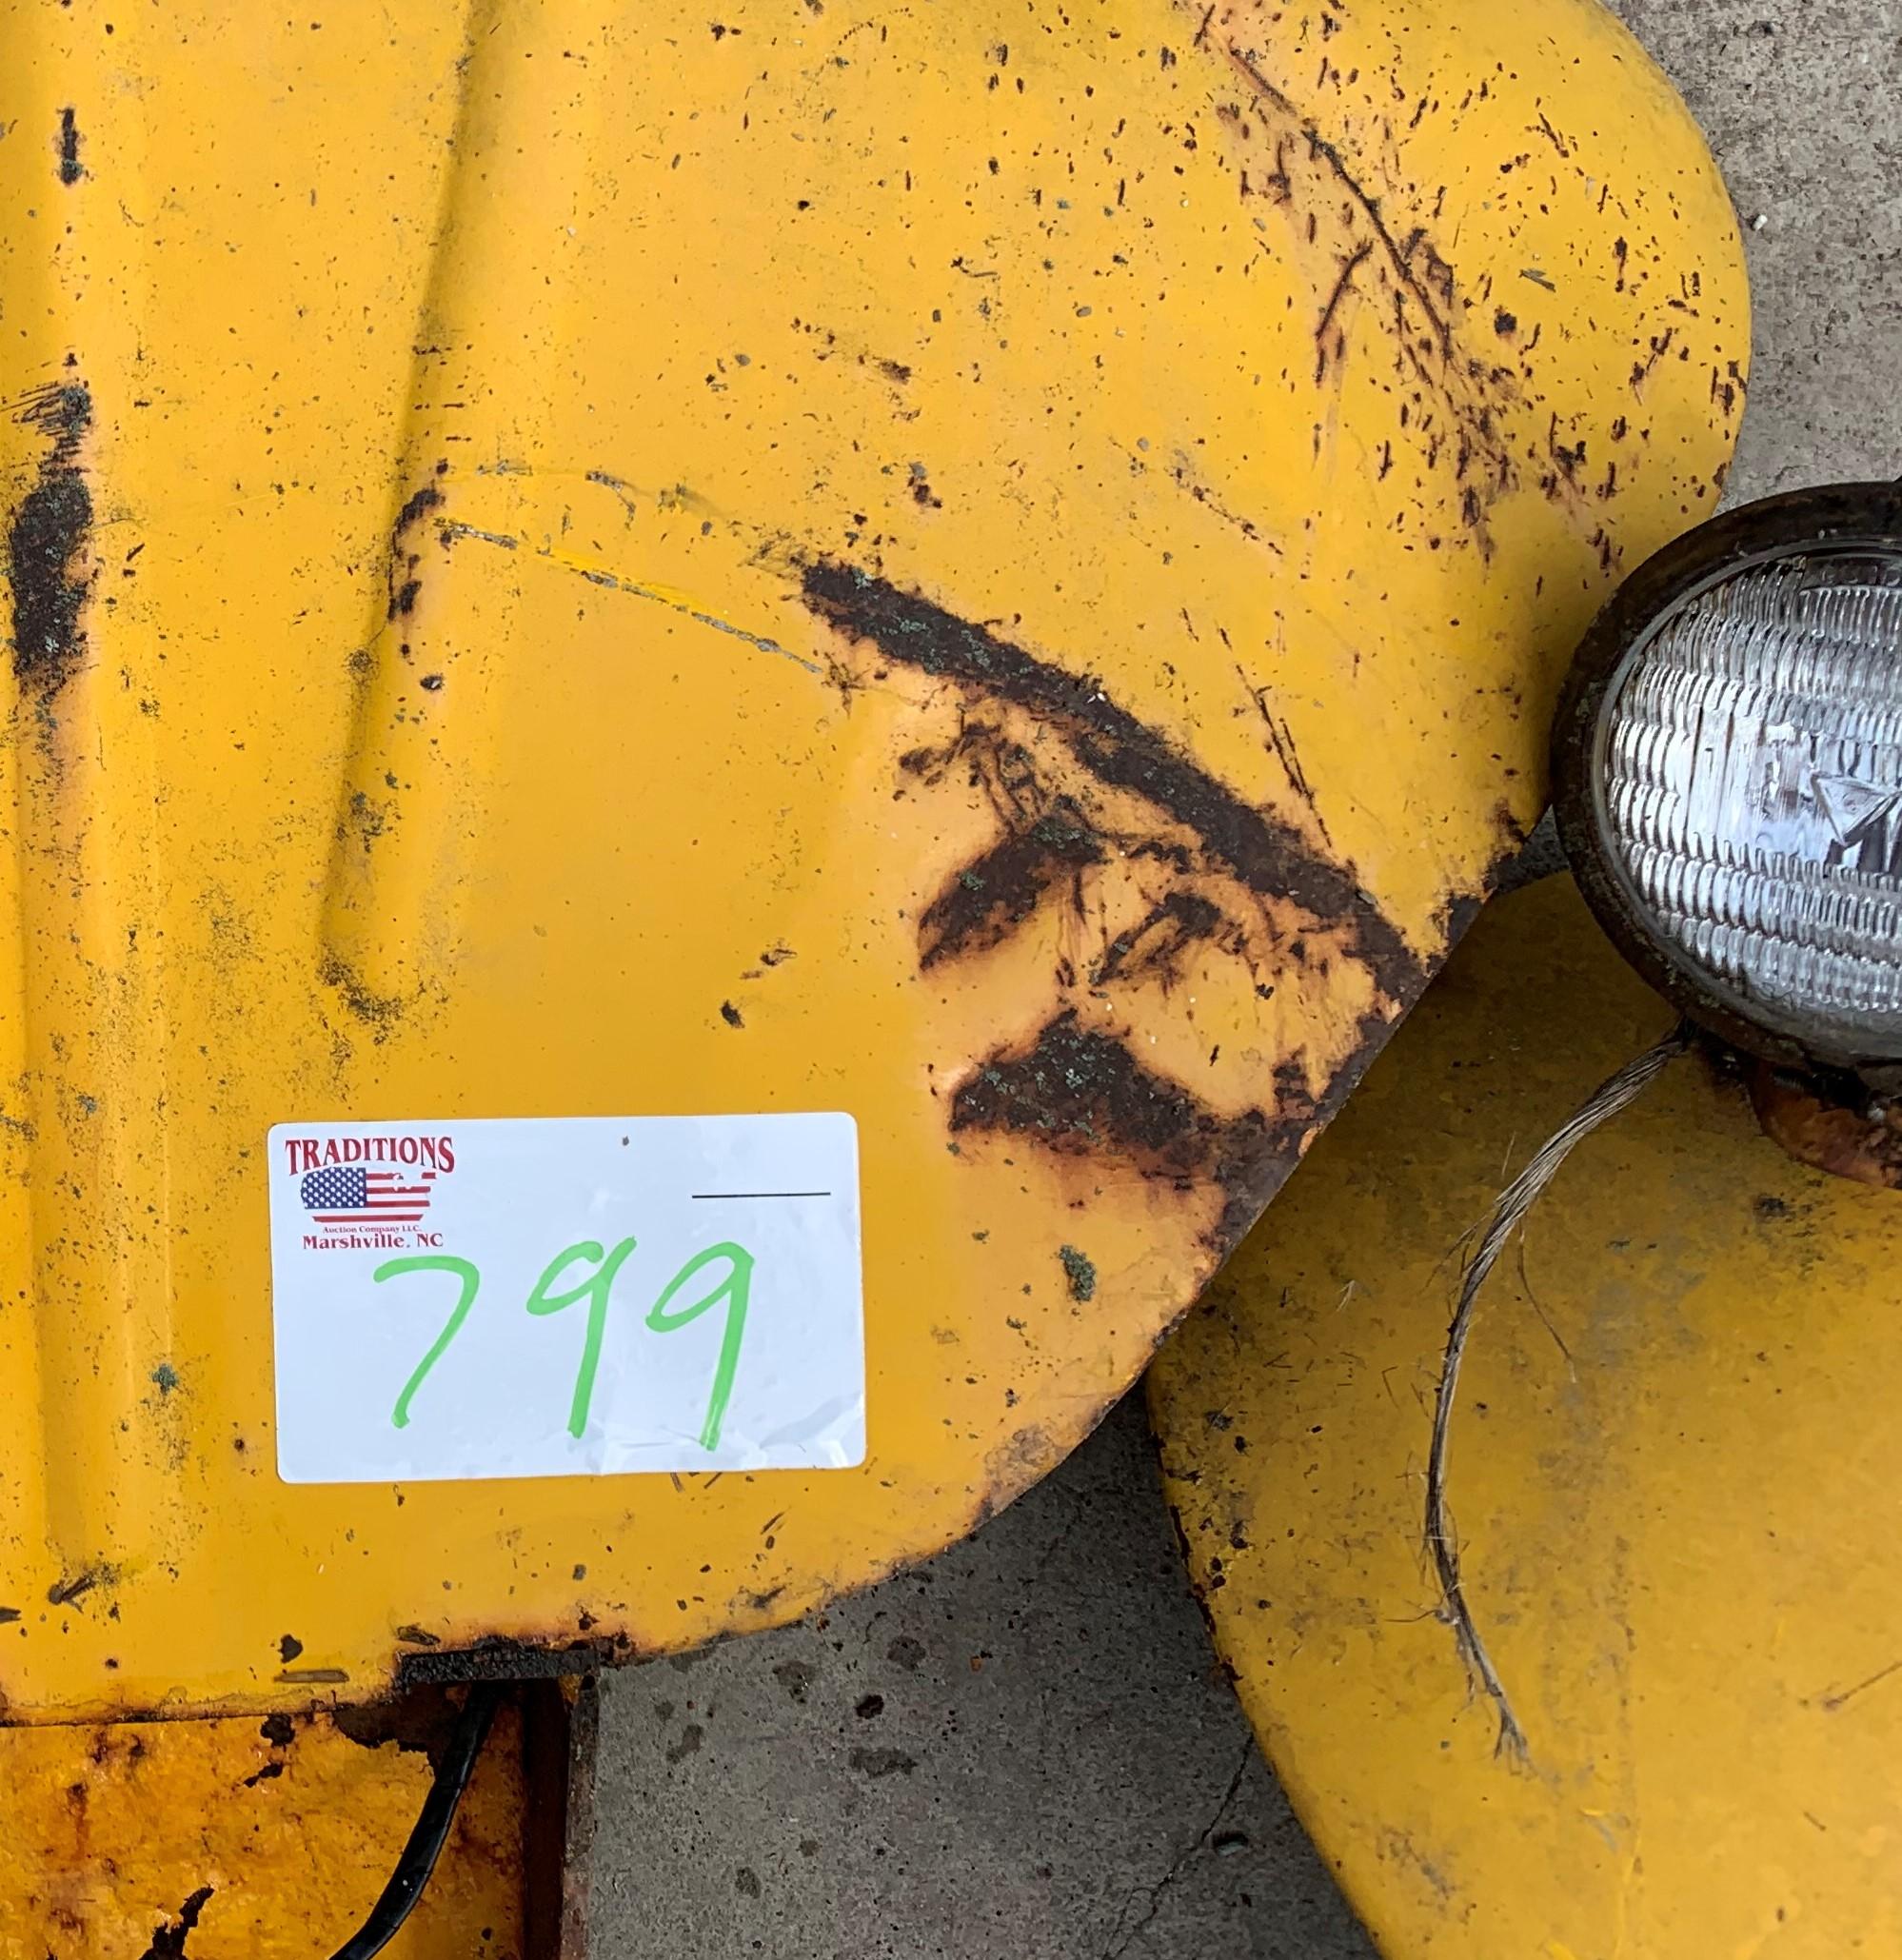 TRADITIONS
Auction Company LLC.
Marshville, NC
799